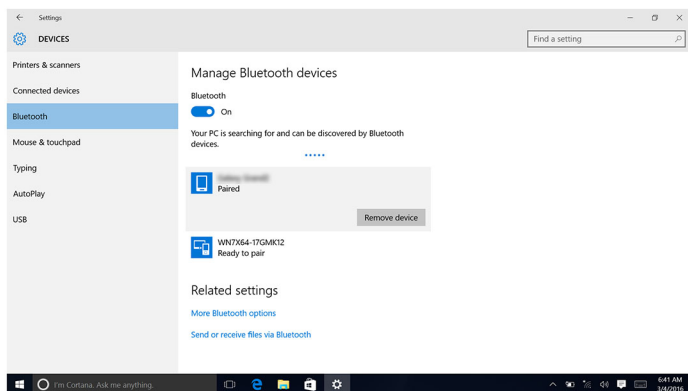 Settings
DEVICES
Find a setting
Printers & scanners
Connected devices
Bluetooth
Mouse & touchpad
Typing
AutoPlay
USB
Manage Bluetooth devices
Bluetooth
On
Your PC is searching for and can be discovered by Bluetooth
devices.
Paired
Remove device
WN7X64-17GMK12
Ready to pair
Related settings
More Bluetooth options
Send or receive files via Bluetooth
I'm Cortana. Ask me anything.
6:41 AM
3/4/2016